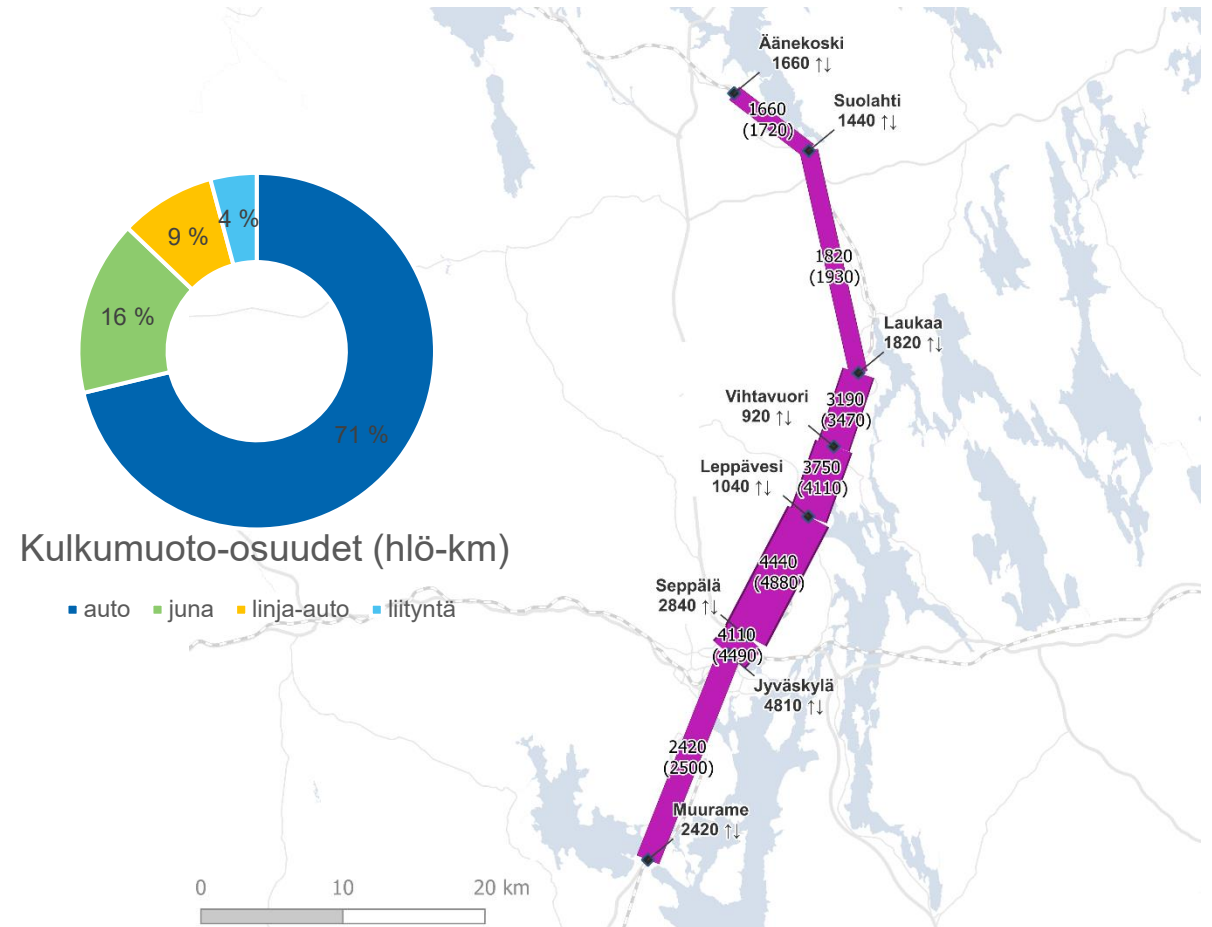 Äänekoski
1660 ↑↓
1660
(1720)
Suolahti
1440 ↑↓
1820
(1930)
Laukaa
1820 ↑↓
3190
(3470)
Vihtavuori
920 ↑↓
3750
(4110)
Leppävesi
1040 ↑↓
4440
(4880)
Seppälä
2840 ↑↓
4110
(4490)
Jyväskylä
4810 ↑↓
2420
(2500)
Muurame
2420 ↑↓
4 %
9 %
16 %
71 %
Kulkumuoto-osuudet (hlö-km)
auto juna linja-auto liityntä
0 10 20 km